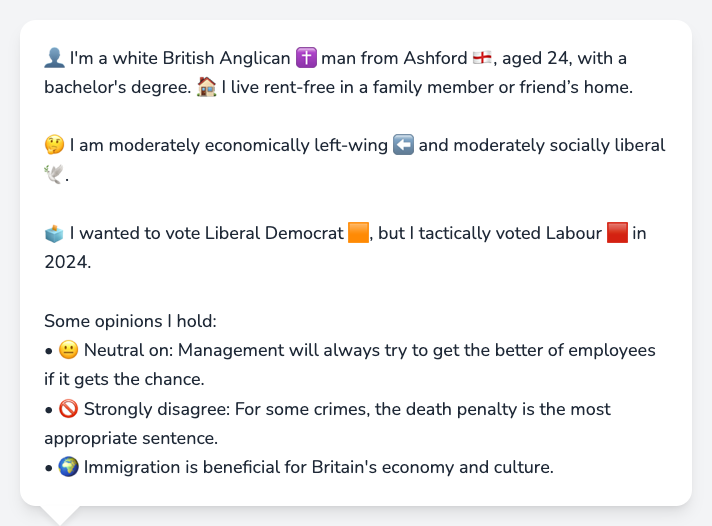 👤 I'm a white British Anglican ✝️ man from Ashford 🏴󠁧󠁢󠁥󠁮󠁧󠁿, aged 24, with a
bachelor's degree. 🏠 I live rent-free in a family member or friend’s home.
🤔 I am moderately economically left-wing ⬅️ and moderately socially liberal
🕊️.
🗳️ I wanted to vote Liberal Democrat 🟧, but I tactically voted Labour 🟥 in
2024.
Some opinions I hold:
• 😐 Neutral on: Management will always try to get the better of employees
if it gets the chance.
• 🚫 Strongly disagree: For some crimes, the death penalty is the most
appropriate sentence.
• 🌍 Immigration is beneficial for Britain's economy and culture.